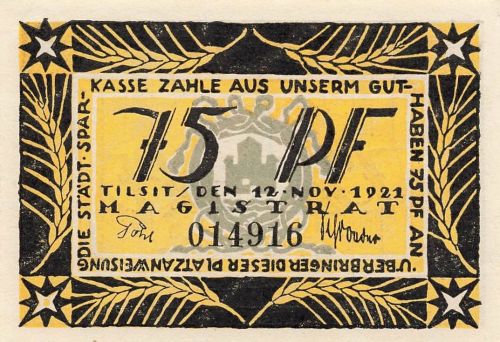 DIE STÄDT. SPAR-
KASSE ZAHLE AUS UNSERM GUT-
HABEN 75 PF AN
ÜBERBRINGER DIESER PLATZANWEISUNG
75 PF
TILSIT, DEN 12. NOV. 1921
MAGISTRAT
Pohl
014916